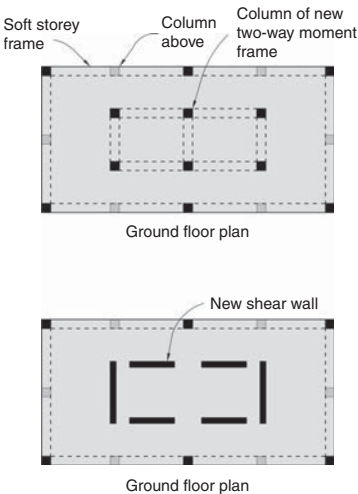 Soft storey
frame
Column
above
Column of new
two-way moment
frame
Ground floor plan
New shear wall
Ground floor plan